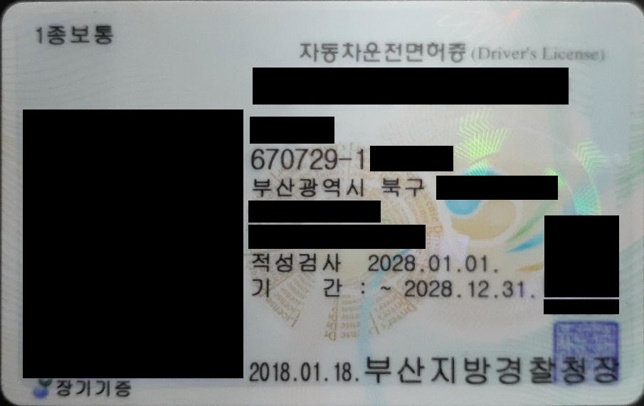 1종보통
자동차운전면허증 (Driver's License)
670729-1
부산광역시 북구
적성검사 2028.01.01.
기 간 : ~ 2028.12.31.
2018.01.18. 부산지방경찰청장
장기기증